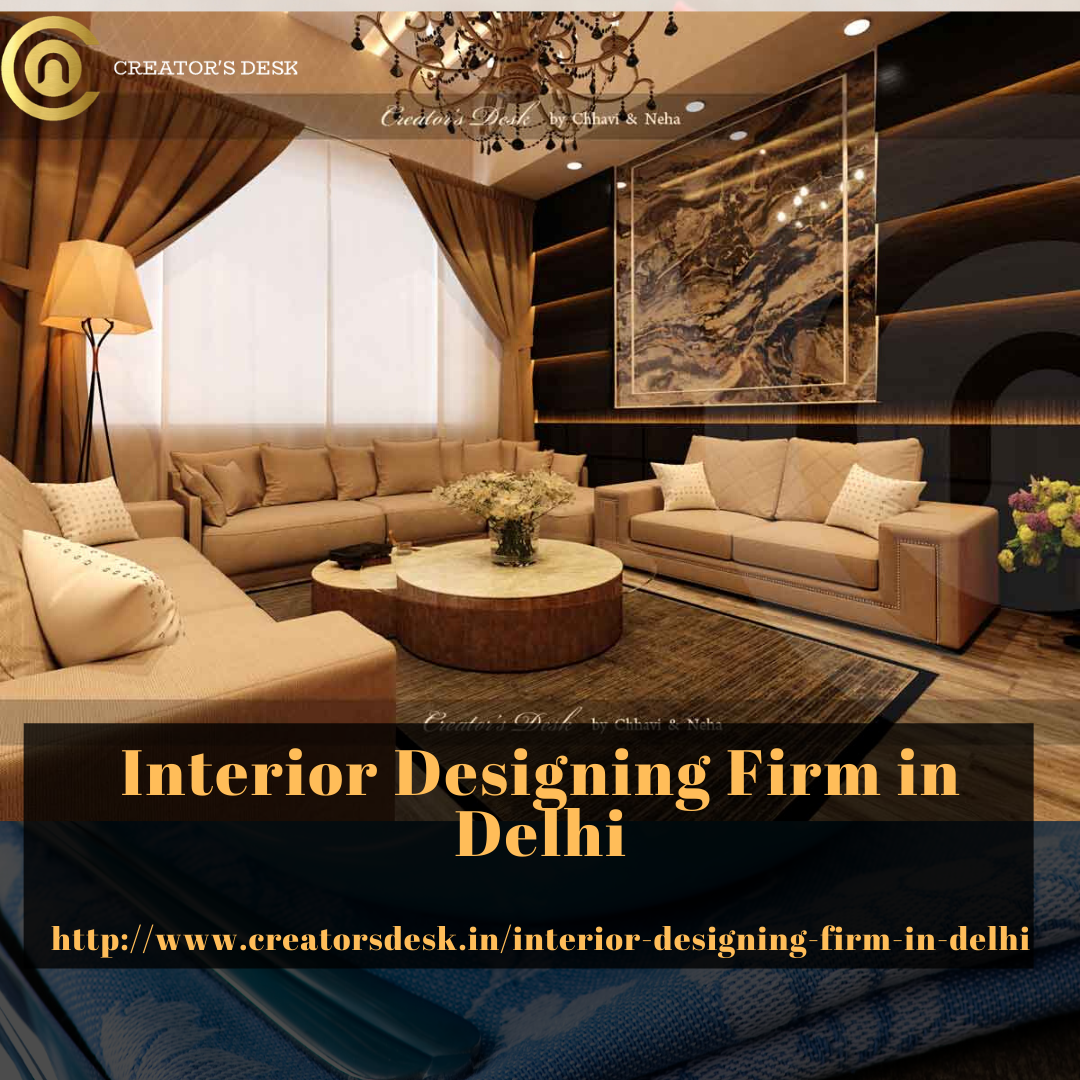 CREATOR'S DESK
Creator's Desk by Chhavi & Neha
Creator's Desk by Chhavi & Neha
Interior Designing Firm in
Delhi
http://www.creatorsdesk.in/interior-designing-firm-in-delhi